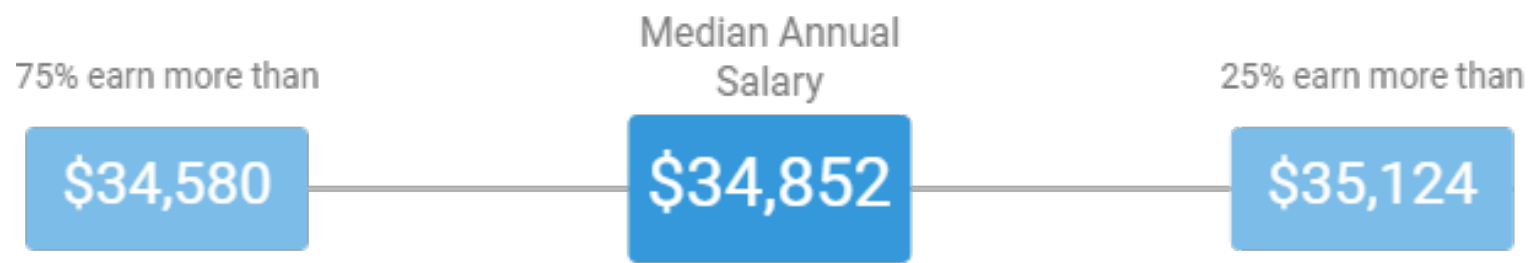 75% earn more than
$34,580
Median Annual
Salary
$34,852
25% earn more than
$35,124